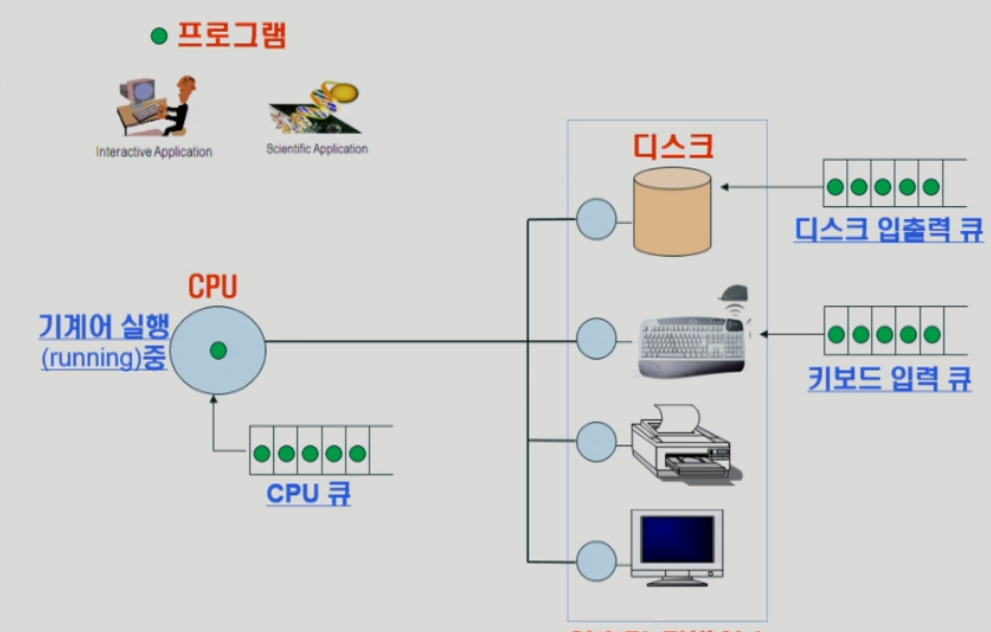 프로그램
Interactive Application
Scientific Application
디스크
디스크 입출력 큐
CPU
기계어 실행
(running)중
키보드 입력 큐
CPU 큐